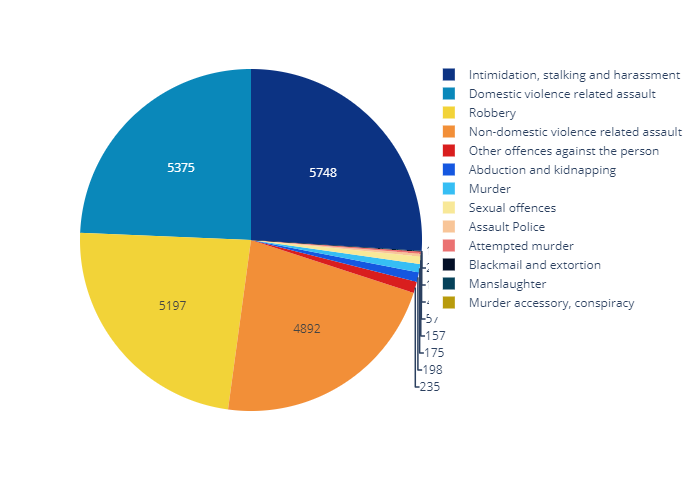 Intimidation, stalking and harassment
Domestic violence related assault
Robbery
Non-domestic violence related assault
Other offences against the person
Abduction and kidnapping
Murder
Sexual offences
Assault Police
Attempted murder
Blackmail and extortion
Manslaughter
Murder accessory, conspiracy
5375
5748
5197
4892
57
157
175
198
235